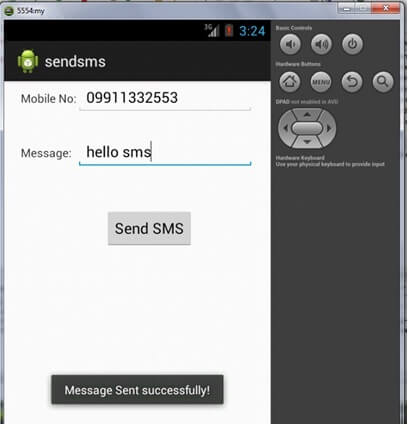 5554:my
3G 3:24
sendsms
Mobile No: 09911332553
Message: hello sms
Send SMS
Message Sent successfully!
Basic Controls
Hardware Buttons
MENU
DPAD not enabled in AVD
Hardware Keyboard
Use your physical keyboard to provide input